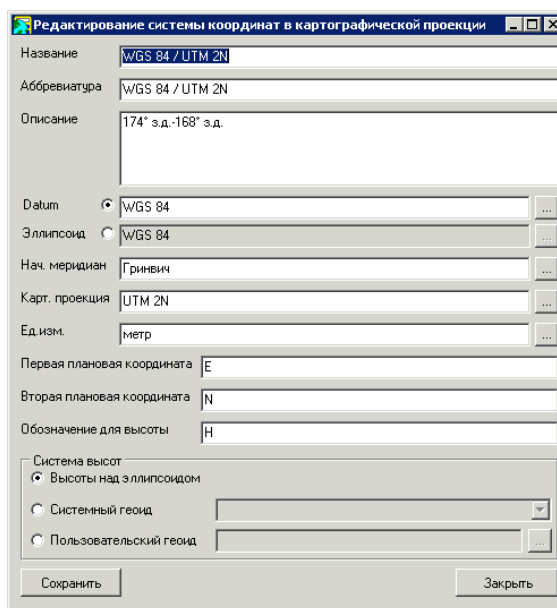 Редактирование системы координат в картографической проекции
Название WGS 84 / UTM 2N
Аббревиатура WGS 84 / UTM 2N
Описание 174° з.д.-168° з.д.
Datum WGS 84 ...
Эллипсоид WGS 84 ...
Нач. меридиан Гринвич ...
Карт. проекция UTM 2N ...
Ед.изм. метр ...
Первая плановая координата E
Вторая плановая координата N
Обозначение для высоты H
Система высот
Высоты над эллипсоидом
Системный геоид
Пользовательский геоид ...
Сохранить Закрыть